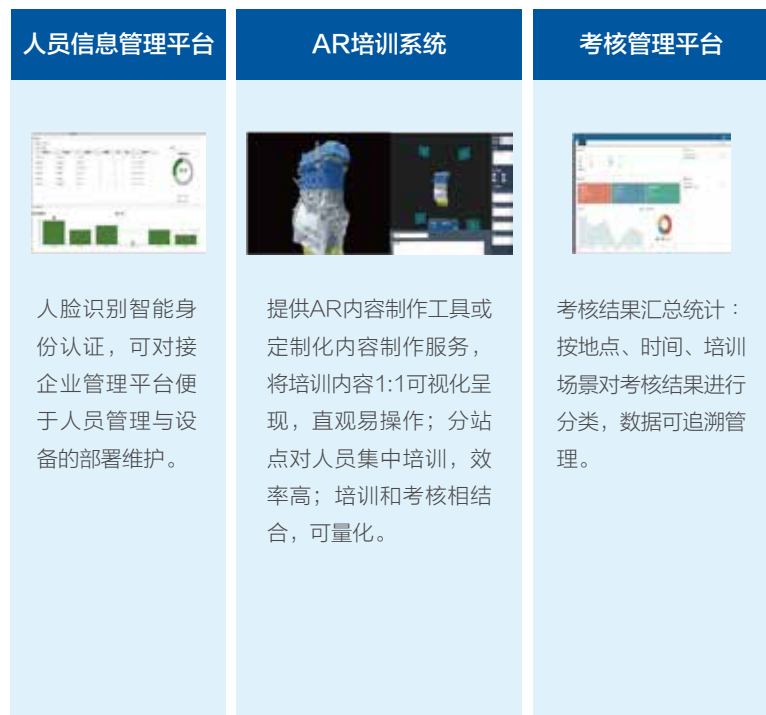 人员信息管理平台
AR培训系统
考核管理平台
人脸识别智能身
份认证，可对接
企业管理平台便
于人员管理与设
备的部署维护。
提供AR内容制作工具或
定制化内容制作服务，
将培训内容1:1可视化呈
现，直观易操作；分站
点对人员集中培训，效
率高；培训和考核相结
合，可量化。
考核结果汇总统计：
按地点、时间、培训
场景对考核结果进行
分类，数据可追溯管
理。